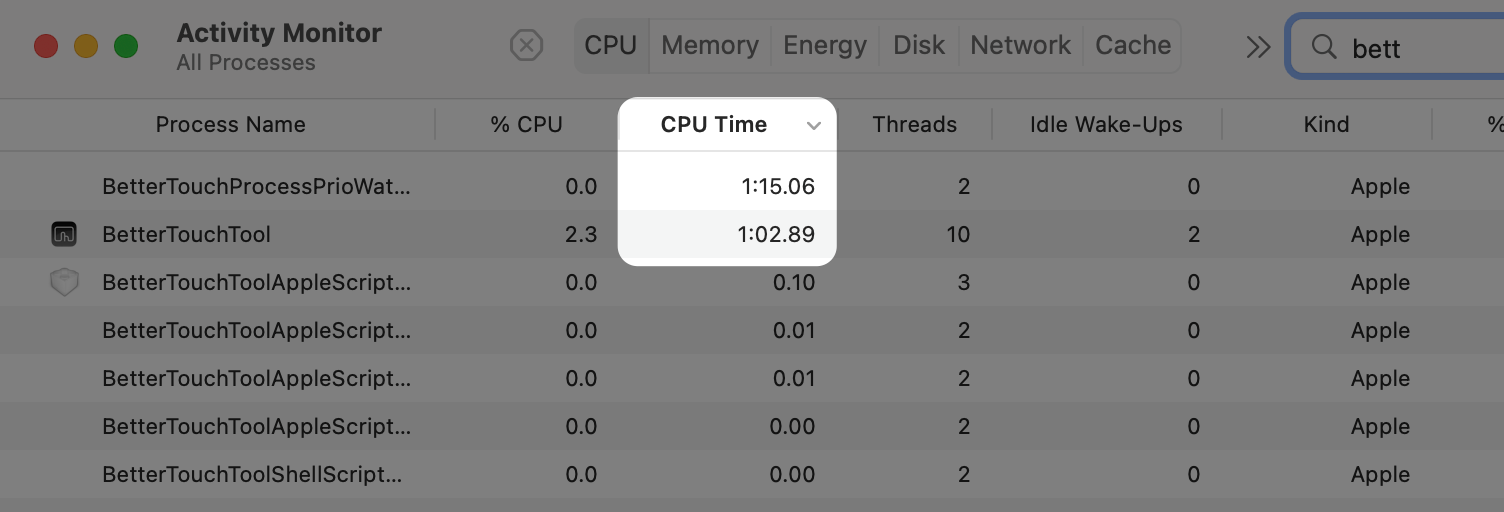 Activity Monitor
All Processes
CPU Memory Energy Disk Network Cache
bett
Process Name % CPU CPU Time Threads Idle Wake-Ups Kind %
BetterTouchProcessPrioWat... 0.0 1:15.06 2 0 Apple
BetterTouchTool 2.3 1:02.89 10 2 Apple
BetterTouchToolAppleScript... 0.0 0.10 3 0 Apple
BetterTouchToolAppleScript... 0.0 0.01 2 0 Apple
BetterTouchToolAppleScript... 0.0 0.01 2 0 Apple
BetterTouchToolAppleScript... 0.0 0.00 2 0 Apple
BetterTouchToolShellScript... 0.0 0.00 2 0 Apple